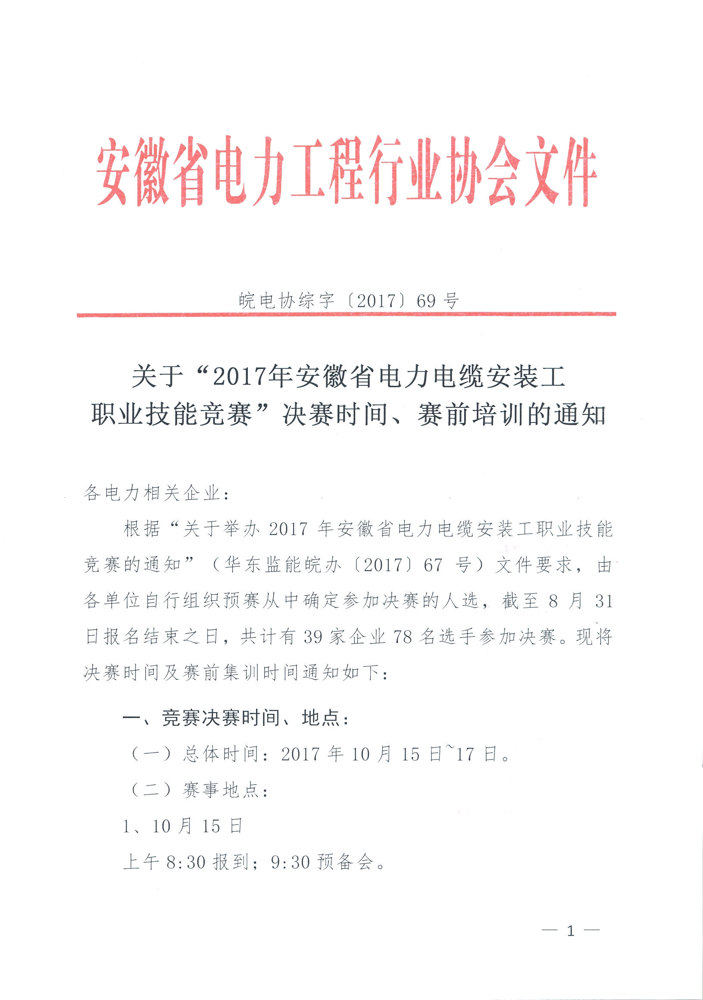 安徽省电力工程行业协会文件
皖电协综字〔2017〕69 号
关于“2017年安徽省电力电缆安装工
职业技能竞赛”决赛时间、赛前培训的通知
各电力相关企业：
根据“关于举办 2017 年安徽省电力电缆安装工职业技能
竞赛的通知”（华东监能皖办〔2017〕67 号）文件要求，由
各单位自行组织预赛从中确定参加决赛的人选，截至 8 月 31
日报名结束之日，共计有 39 家企业 78 名选手参加决赛。现将
决赛时间及赛前集训时间通知如下：
一、竞赛决赛时间、地点：
（一）总体时间：2017 年 10 月 15 日~17 日。
（二）赛事地点：
1、10 月 15 日
上午 8:30 报到；9:30 预备会。
— 1 —